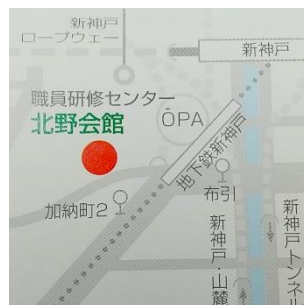 新神戸
ロープウェー
新神戸
職員研修センター
北野会館
OPA
地下鉄新神戸
加納町2
布引
新神戸・山麓
新神戸トンネル